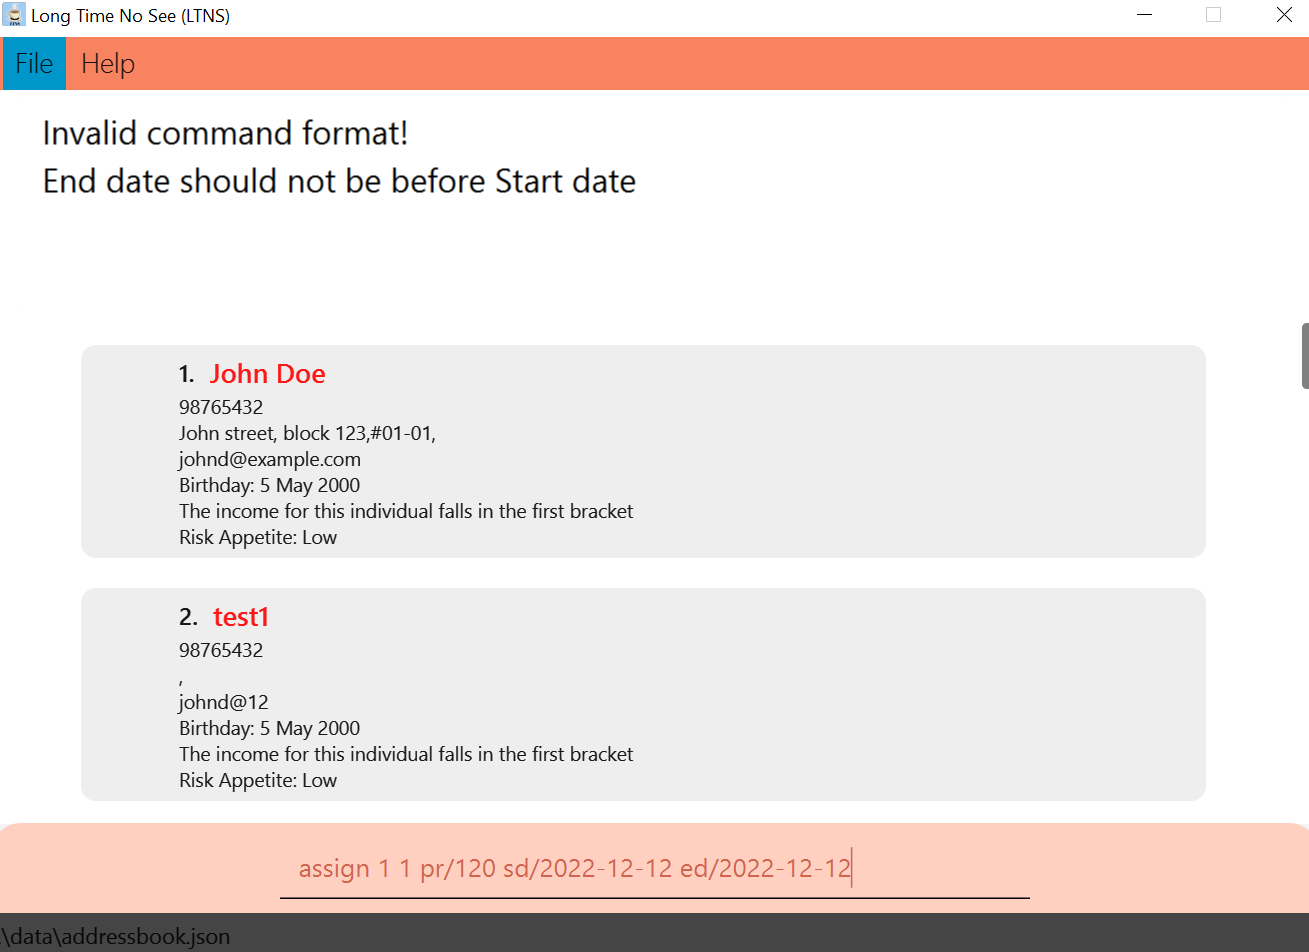 Long Time No See (LTNS)
File Help
Invalid command format!
End date should not be before Start date
1. John Doe
98765432
John street, block 123,#01-01,
johnd@example.com
Birthday: 5 May 2000
The income for this individual falls in the first bracket
Risk Appetite: Low
2. test1
98765432
,
johnd@12
Birthday: 5 May 2000
The income for this individual falls in the first bracket
Risk Appetite: Low
assign 1 1 pr/120 sd/2022-12-12 ed/2022-12-12
\data\addressbook.json